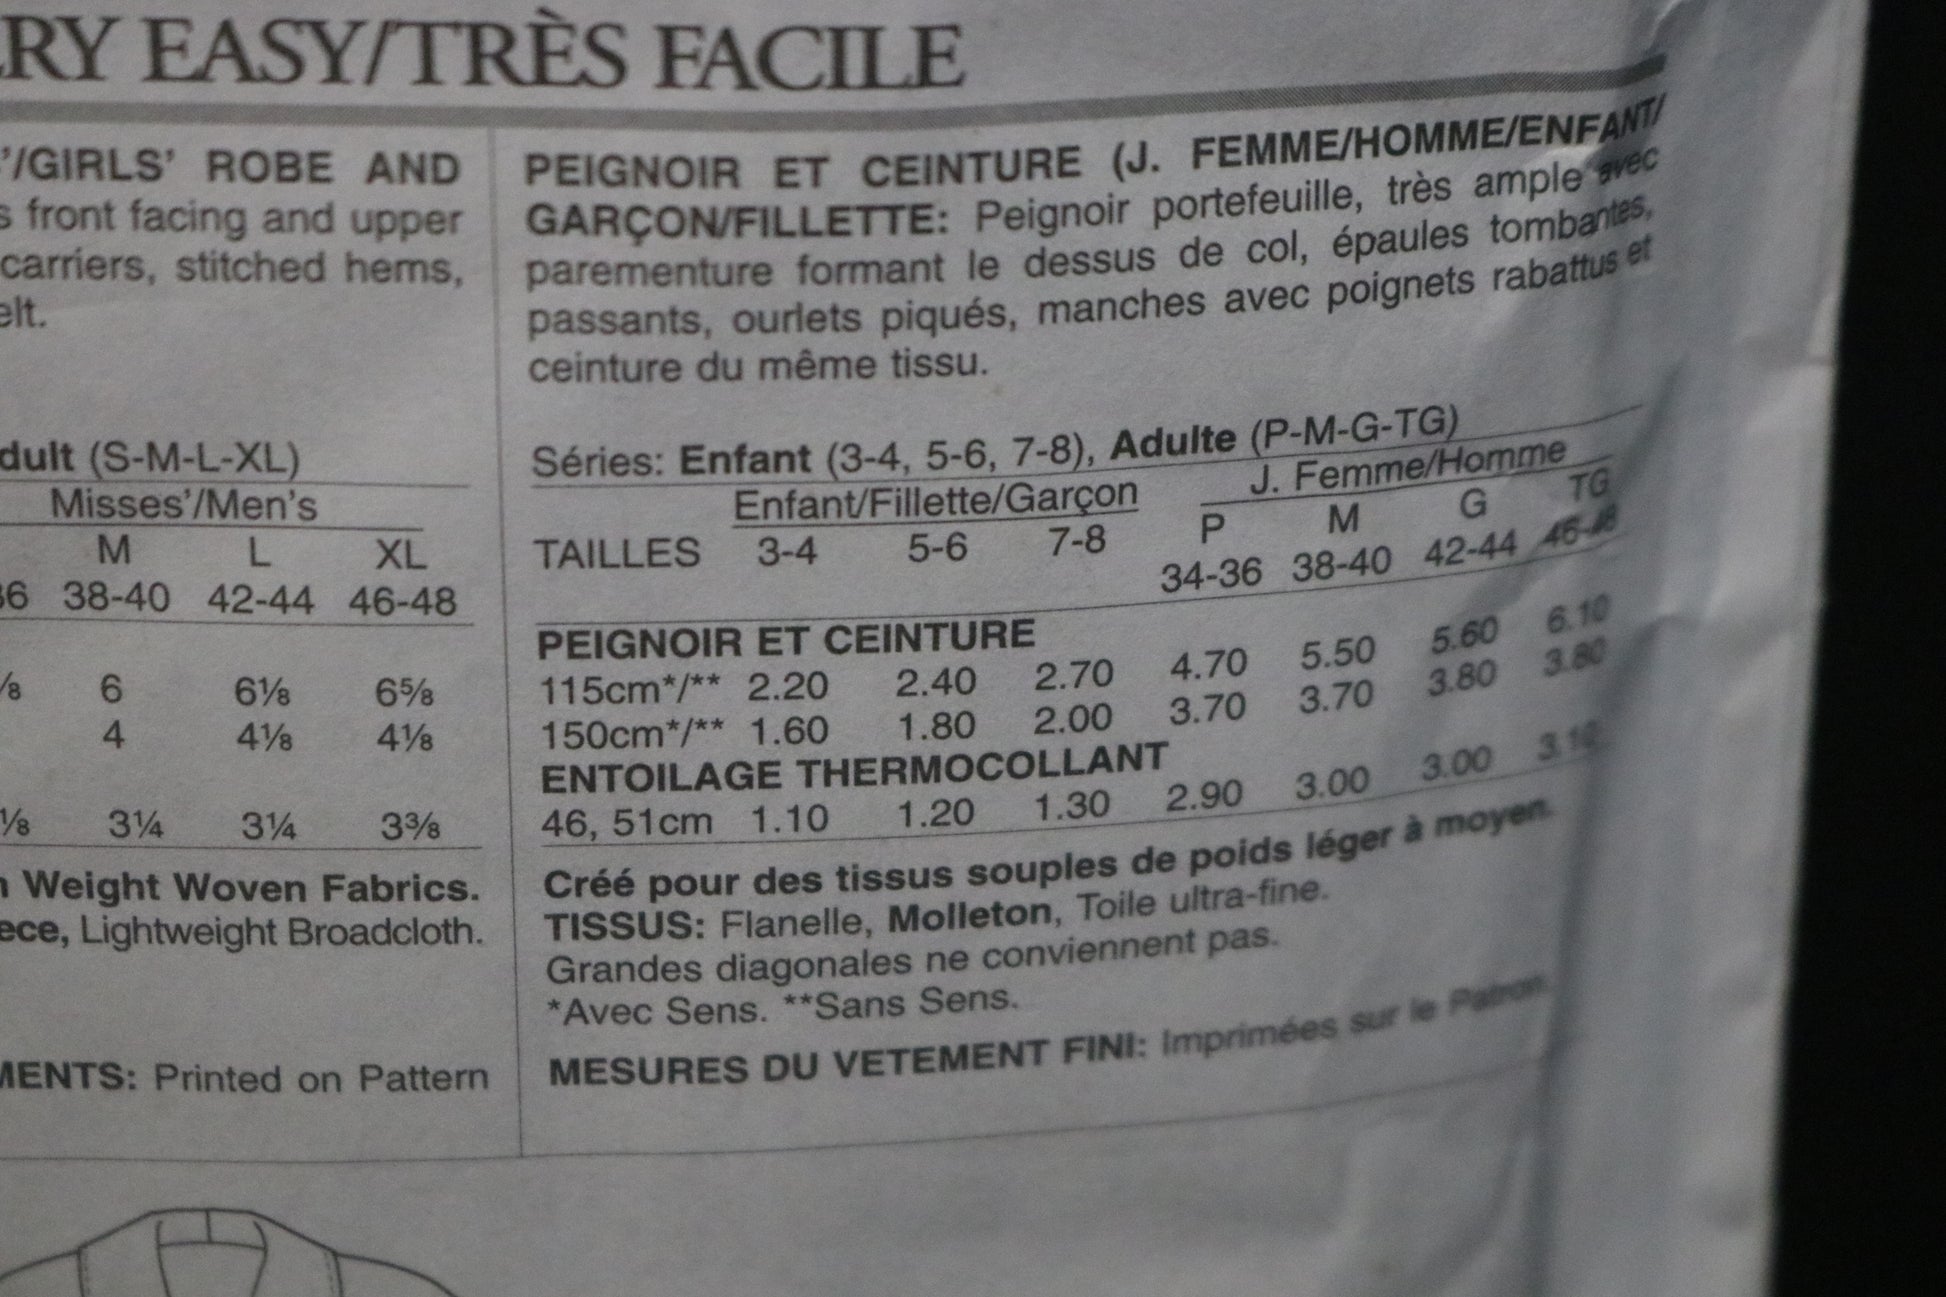 RY EASY/TRÈS FACILE
'/GIRLS' ROBE AND
s front facing and upper
carriers, stitched hems,
elt.
dult (S-M-L-XL)
Misses'/Men's
M L XL
36 38-40 42-44 46-48
⅛ 6 6⅛ 6⅝
4 4⅛ 4⅛
⅛ 3¼ 3¼ 3⅜
n Weight Woven Fabrics.
ece, Lightweight Broadcloth.
MENTS: Printed on Pattern
PEIGNOIR ET CEINTURE (J. FEMME/HOMME/ENFANT/
GARÇON/FILLETTE: Peignoir portefeuille, très ample avec
parementure formant le dessus de col, épaules tombantes,
passants, ourlets piqués, manches avec poignets rabattus et
ceinture du même tissu.
Séries: Enfant (3-4, 5-6, 7-8), Adulte (P-M-G-TG)
Enfant/Fillette/Garçon J. Femme/Homme
TAILLES 3-4 5-6 7-8 P M G TG
34-36 38-40 42-44 46-48
PEIGNOIR ET CEINTURE
115cm*/** 2.20 2.40 2.70 4.70 5.50 5.60 6.10
150cm*/** 1.60 1.80 2.00 3.70 3.70 3.80 3.80
ENTOILAGE THERMOCOLLANT
46, 51cm 1.10 1.20 1.30 2.90 3.00 3.00 3.10
Créé pour des tissus souples de poids léger à moyen.
TISSUS: Flanelle, Molleton, Toile ultra-fine.
Grandes diagonales ne conviennent pas.
*Avec Sens. **Sans Sens.
MESURES DU VETEMENT FINI: Imprimées sur le Patron.